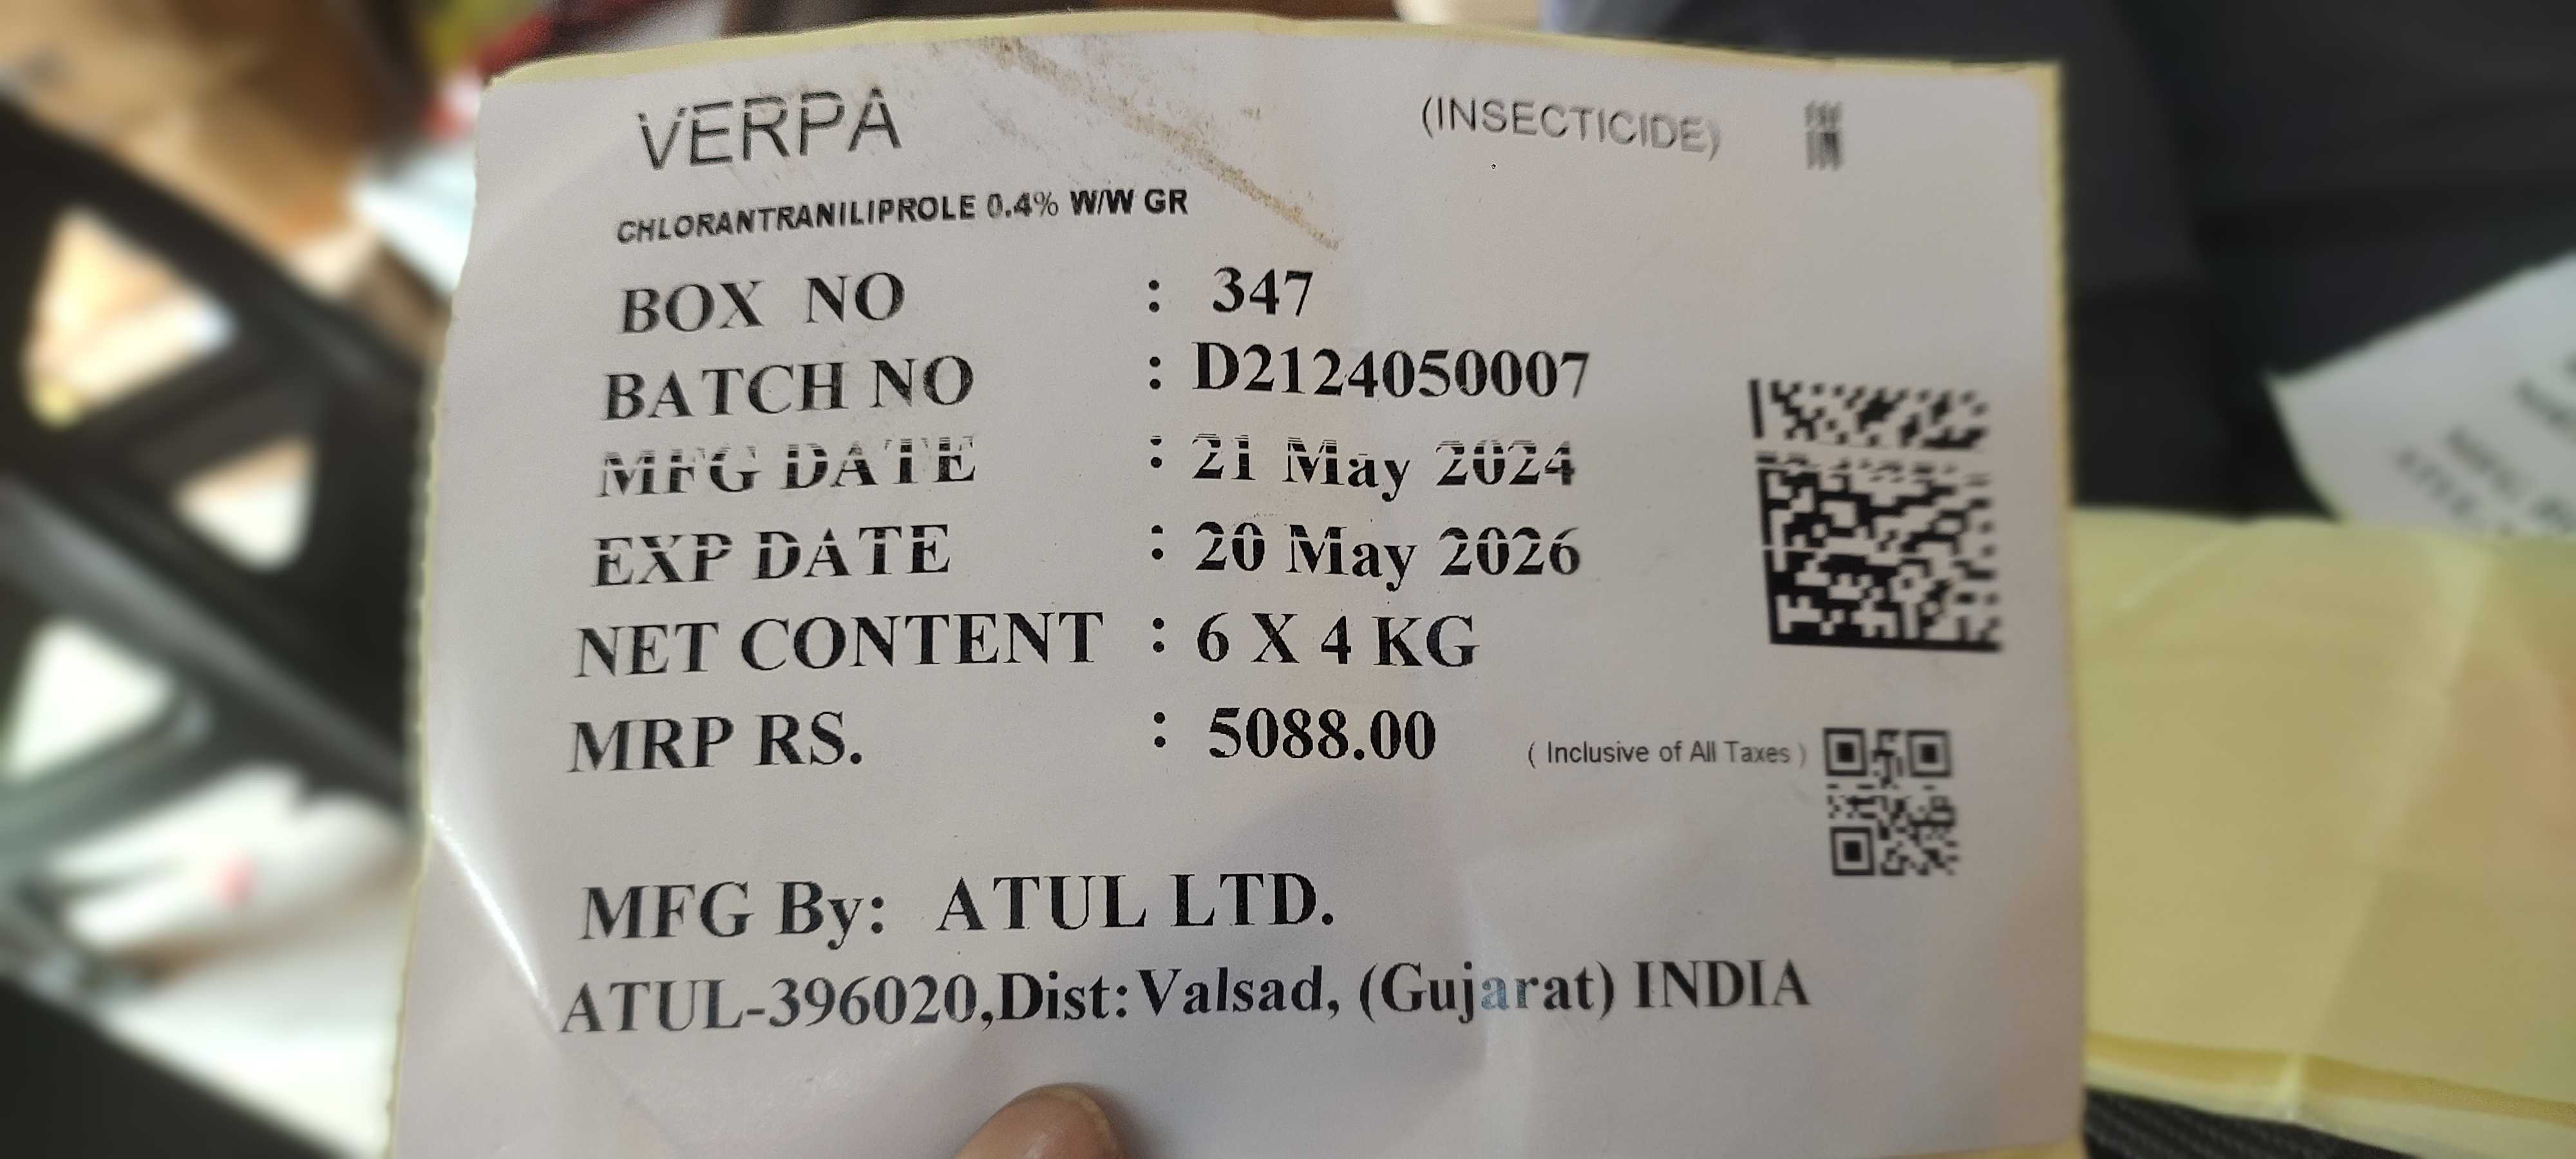 VERPA (INSECTICIDE)
CHLORANTRANILIPROLE 0.4% W/W GR
BOX NO : 347
BATCH NO : D2124050007
MFG DATE : 21 May 2024
EXP DATE : 20 May 2026
NET CONTENT : 6 X 4 KG
MRP RS. : 5088.00 ( Inclusive of All Taxes )
MFG By: ATUL LTD.
ATUL-396020,Dist: Valsad, (Gujarat) INDIA